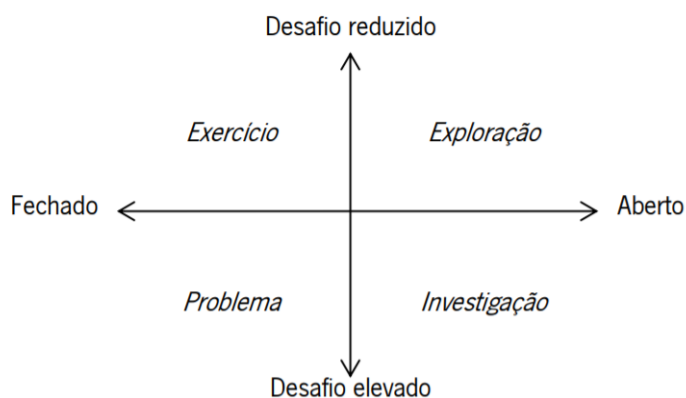 Desafio reduzido
Exercício Exploração
Fechado Aberto
Problema Investigação
Desafio elevado